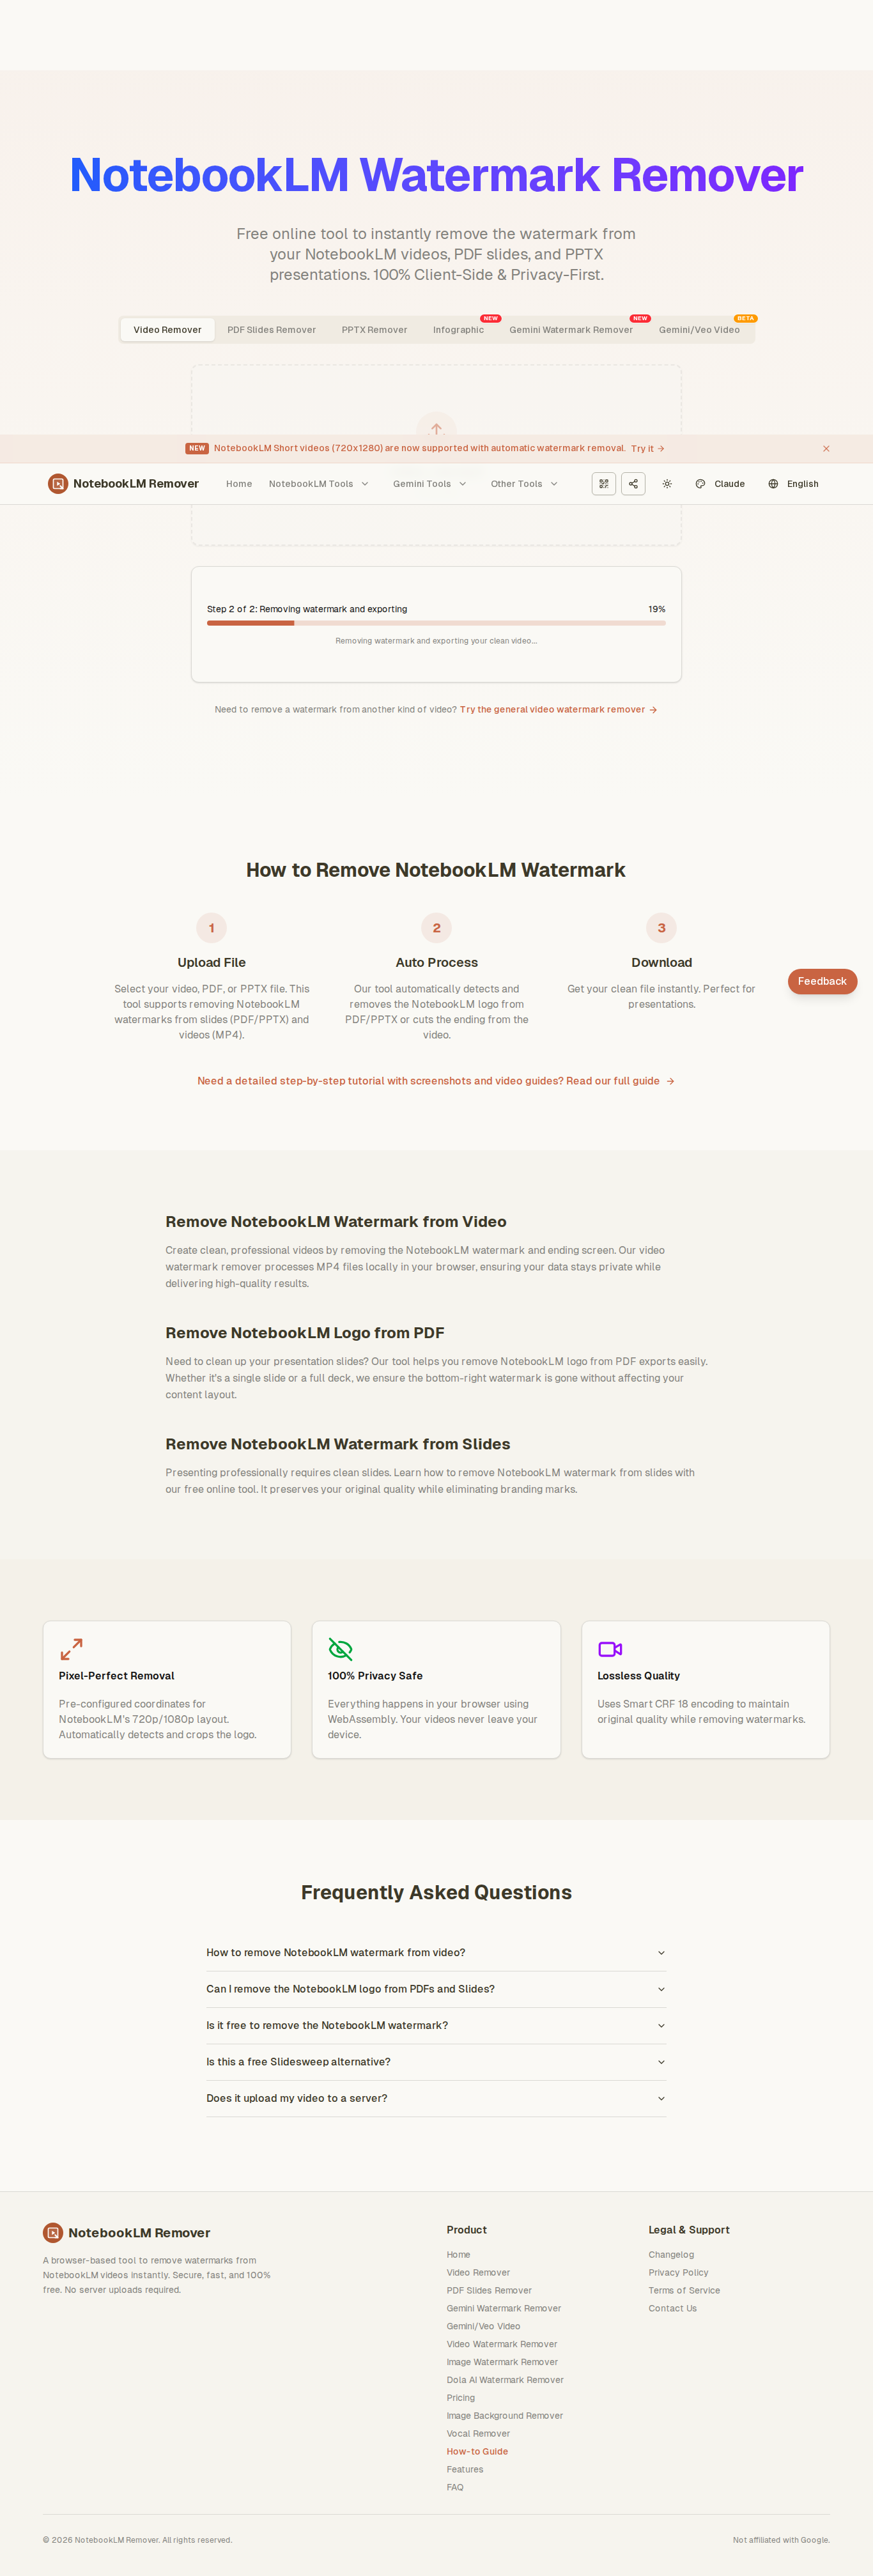 NotebookLM Watermark Remover
Free online tool to instantly remove the watermark from
your NotebookLM videos, PDF slides, and PPTX
presentations. 100% Client-Side & Privacy-First.
Video Remover
PDF Slides Remover
PPTX Remover
Infographic
NEW
Gemini Watermark Remover
NEW
Gemini/Veo Video
BETA
NEW
NotebookLM Short videos (720x1280) are now supported with automatic watermark removal. Try it →
NotebookLM Remover
Home
NotebookLM Tools
Gemini Tools
Other Tools
Claude
English
Step 2 of 2: Removing watermark and exporting
19%
Removing watermark and exporting your clean video...
Need to remove a watermark from another kind of video? Try the general video watermark remover →
How to Remove NotebookLM Watermark
1
Upload File
Select your video, PDF, or PPTX file. This
tool supports removing NotebookLM
watermarks from slides (PDF/PPTX) and
videos (MP4).
2
Auto Process
Our tool automatically detects and
removes the NotebookLM logo from
PDF/PPTX or cuts the ending from the
video.
3
Download
Get your clean file instantly. Perfect for
presentations.
Feedback
Need a detailed step-by-step tutorial with screenshots and video guides? Read our full guide →
Remove NotebookLM Watermark from Video
Create clean, professional videos by removing the NotebookLM watermark and ending screen. Our video
watermark remover processes MP4 files locally in your browser, ensuring your data stays private while
delivering high-quality results.
Remove NotebookLM Logo from PDF
Need to clean up your presentation slides? Our tool helps you remove NotebookLM logo from PDF exports easily.
Whether it's a single slide or a full deck, we ensure the bottom-right watermark is gone without affecting your
content layout.
Remove NotebookLM Watermark from Slides
Presenting professionally requires clean slides. Learn how to remove NotebookLM watermark from slides with
our free online tool. It preserves your original quality while eliminating branding marks.
Pixel-Perfect Removal
Pre-configured coordinates for
NotebookLM's 720p/1080p layout.
Automatically detects and crops the logo.
100% Privacy Safe
Everything happens in your browser using
WebAssembly. Your videos never leave your
device.
Lossless Quality
Uses Smart CRF 18 encoding to maintain
original quality while removing watermarks.
Frequently Asked Questions
How to remove NotebookLM watermark from video?
Can I remove the NotebookLM logo from PDFs and Slides?
Is it free to remove the NotebookLM watermark?
Is this a free Slidesweep alternative?
Does it upload my video to a server?
NotebookLM Remover
A browser-based tool to remove watermarks from
NotebookLM videos instantly. Secure, fast, and 100%
free. No server uploads required.
Product
Home
Video Remover
PDF Slides Remover
Gemini Watermark Remover
Gemini/Veo Video
Video Watermark Remover
Image Watermark Remover
Dola AI Watermark Remover
Pricing
Image Background Remover
Vocal Remover
How-to Guide
Features
FAQ
Legal & Support
Changelog
Privacy Policy
Terms of Service
Contact Us
© 2026 NotebookLM Remover. All rights reserved.
Not affiliated with Google.